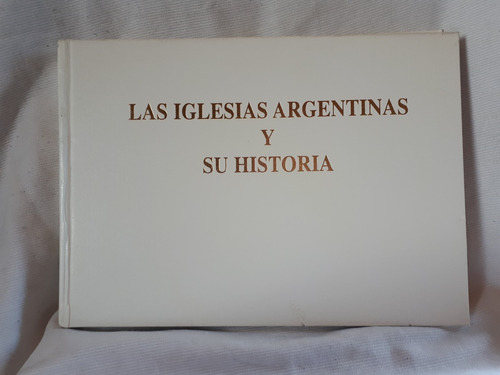 LAS IGLESIAS ARGENTINAS
Y
SU HISTORIA